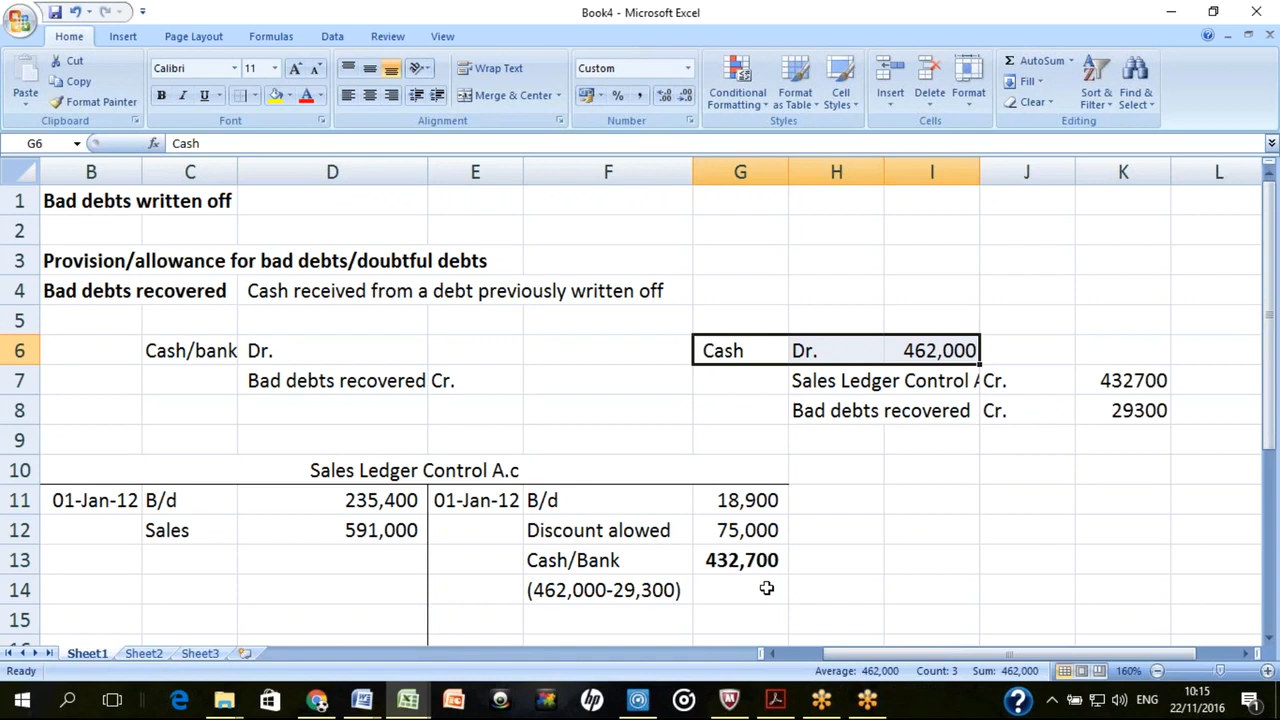 Book4 - Microsoft Excel
Home Insert Page Layout Formulas Data Review View
Cut
Copy
Format Painter
Paste
Clipboard
Calibri 11
B I U
Font
Wrap Text
Merge & Center
Alignment
Custom
% ,
Number
Conditional Formatting
Format as Table
Cell Styles
Styles
Insert Delete Format
Cells
AutoSum
Fill
Clear
Sort & Filter
Find & Select
Editing
G6 fx Cash
B C D E F G H I J K L
1 Bad debts written off
2
3 Provision/allowance for bad debts/doubtful debts
4 Bad debts recovered Cash received from a debt previously written off
5
6 Cash/bank Dr. Cash Dr. 462,000
7 Bad debts recovered Cr. Sales Ledger Control A Cr. 432700
8 Bad debts recovered Cr. 29300
9
10 Sales Ledger Control A.c
11 01-Jan-12 B/d 235,400 01-Jan-12 B/d 18,900
12 Sales 591,000 Discount alowed 75,000
13 Cash/Bank 432,700
14 (462,000-29,300)
15
Sheet1 Sheet2 Sheet3
Ready Average: 462,000 Count: 3 Sum: 462,000 160%
ENG 10:15
22/11/2016